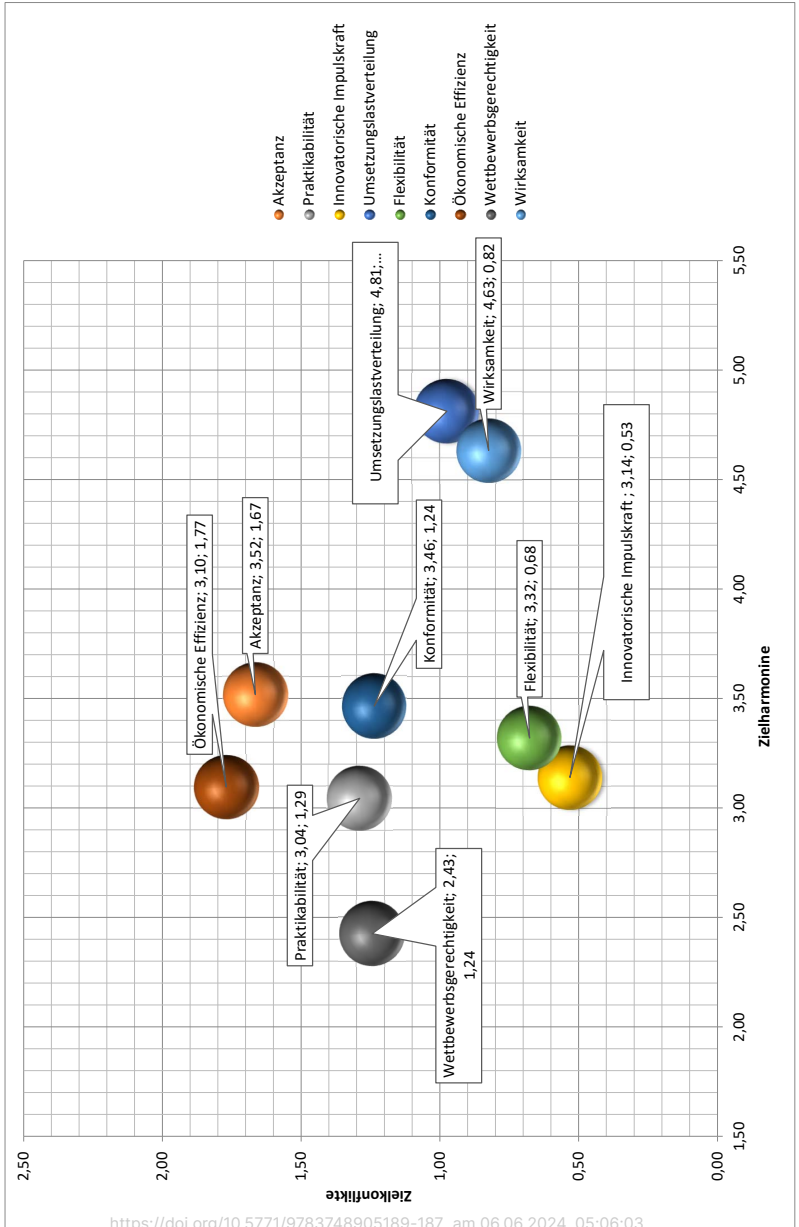 2,50
2,00
1,50
1,00
0,50
0,00
Zielkonflikte
1,50
2,00
2,50
3,00
3,50
4,00
4,50
5,00
5,50
Zielharmonine
Ökonomische Effizienz; 3,10; 1,77
Akzeptanz; 3,52; 1,67
Praktikabilität; 3,04; 1,29
Konformität; 3,46; 1,24
Wettbewerbsgerechtigkeit; 2,43;
1,24
Umsetzungslastverteilung; 4,81;...
Wirksamkeit; 4,63; 0,82
Flexibilität; 3,32; 0,68
Innovatorische Impulskraft ; 3,14; 0,53
Akzeptanz
Praktikabilität
Innovatorische Impulskraft
Umsetzungslastverteilung
Flexibilität
Konformität
Ökonomische Effizienz
Wettbewerbsgerechtigkeit
Wirksamkeit
https://doi.org/10.5771/9783748905189-187, am 06.06.2024, 05:06:03